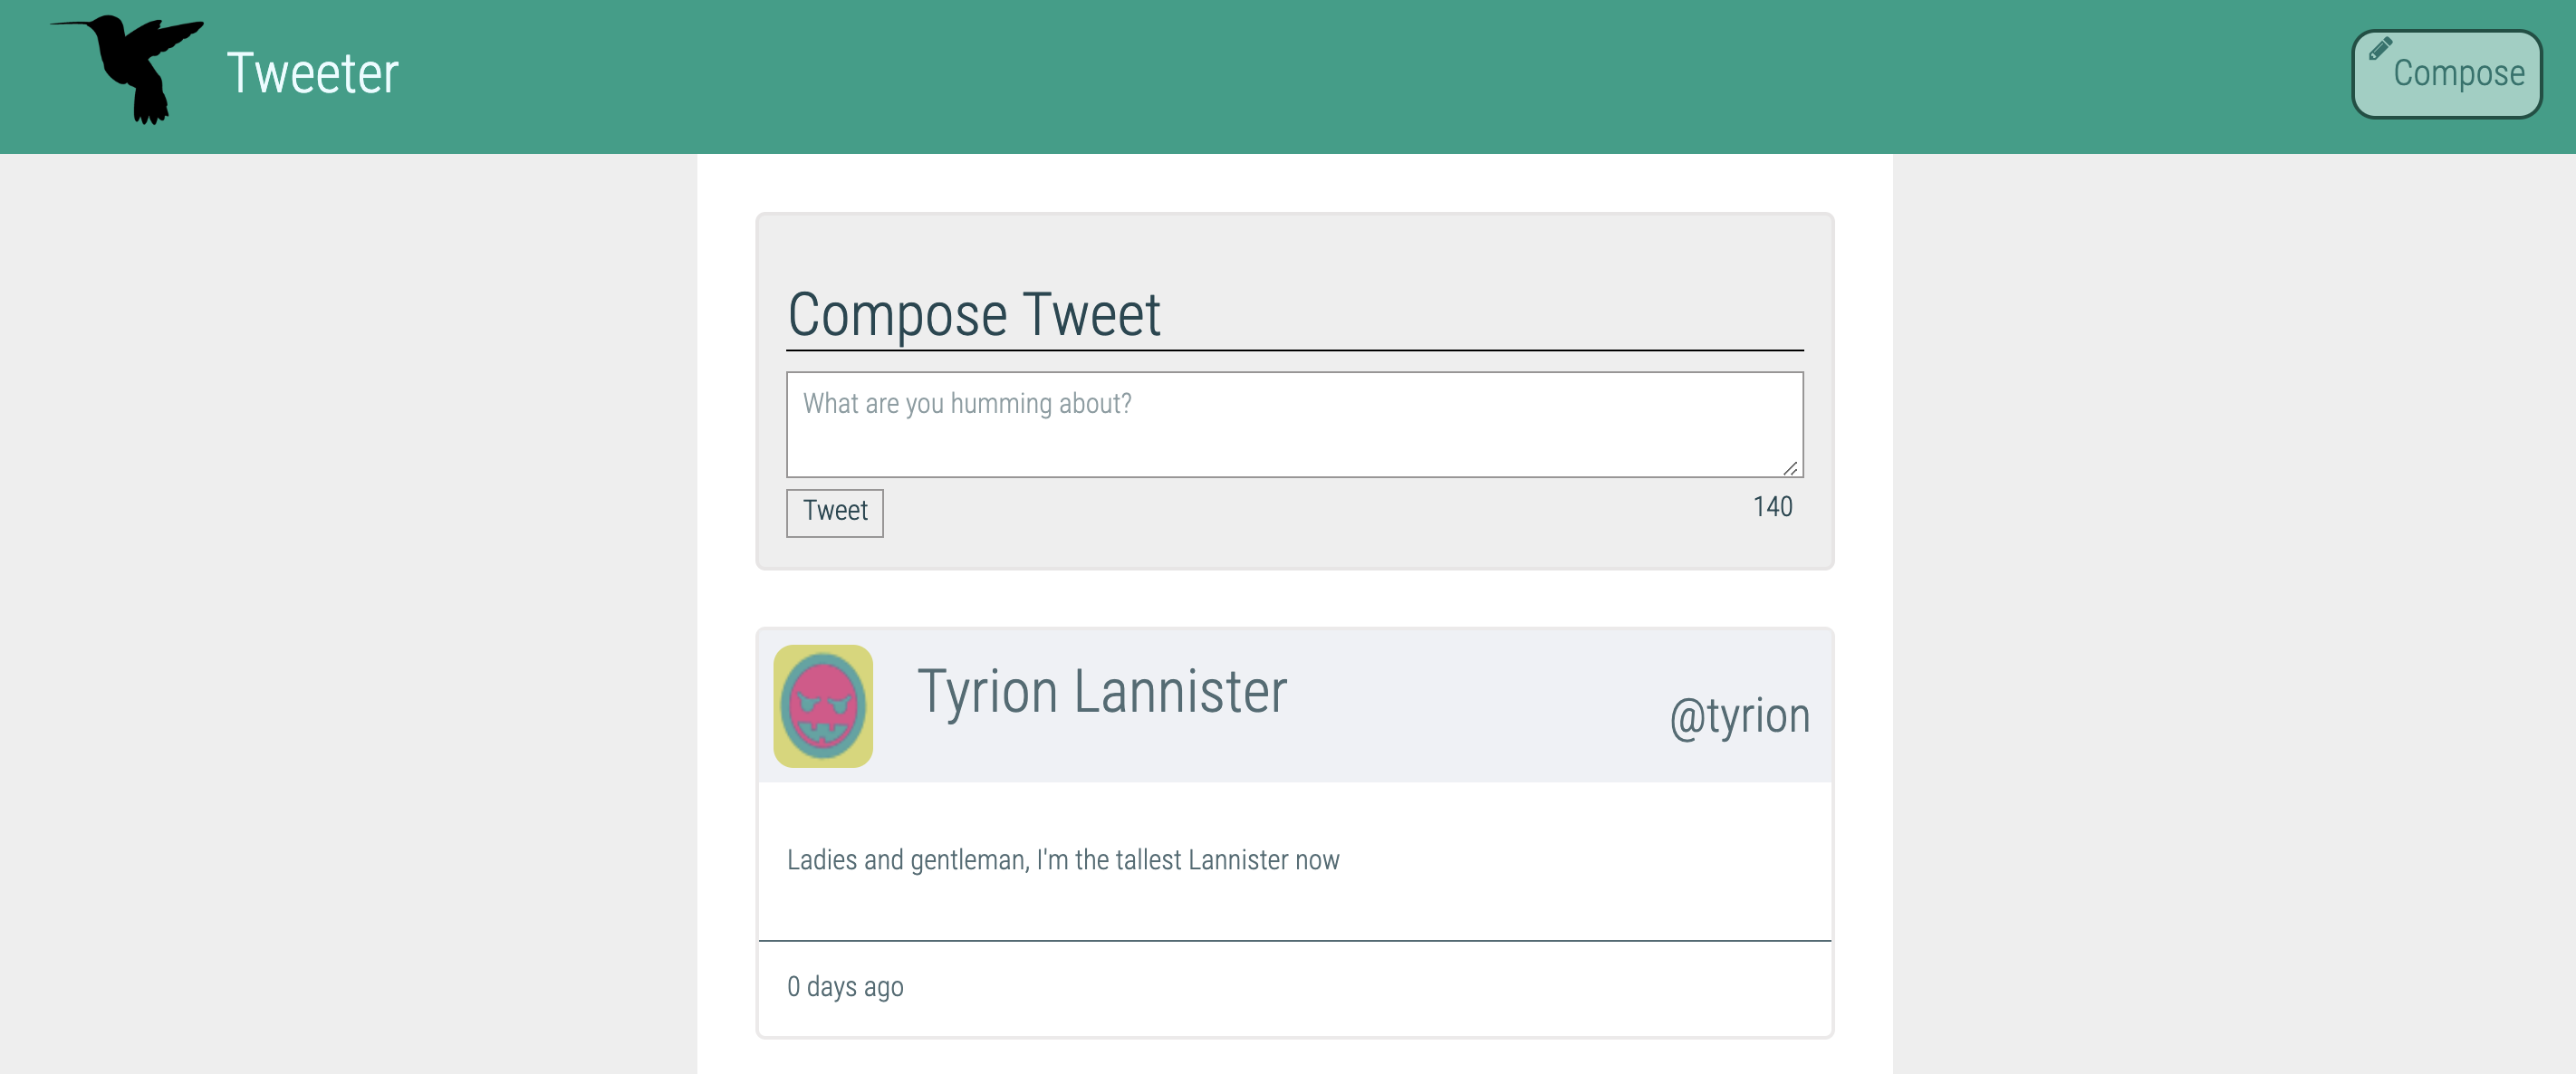 Tweeter
Compose
Compose Tweet
What are you humming about?
Tweet
140
Tyrion Lannister
@tyrion
Ladies and gentleman, I'm the tallest Lannister now
0 days ago